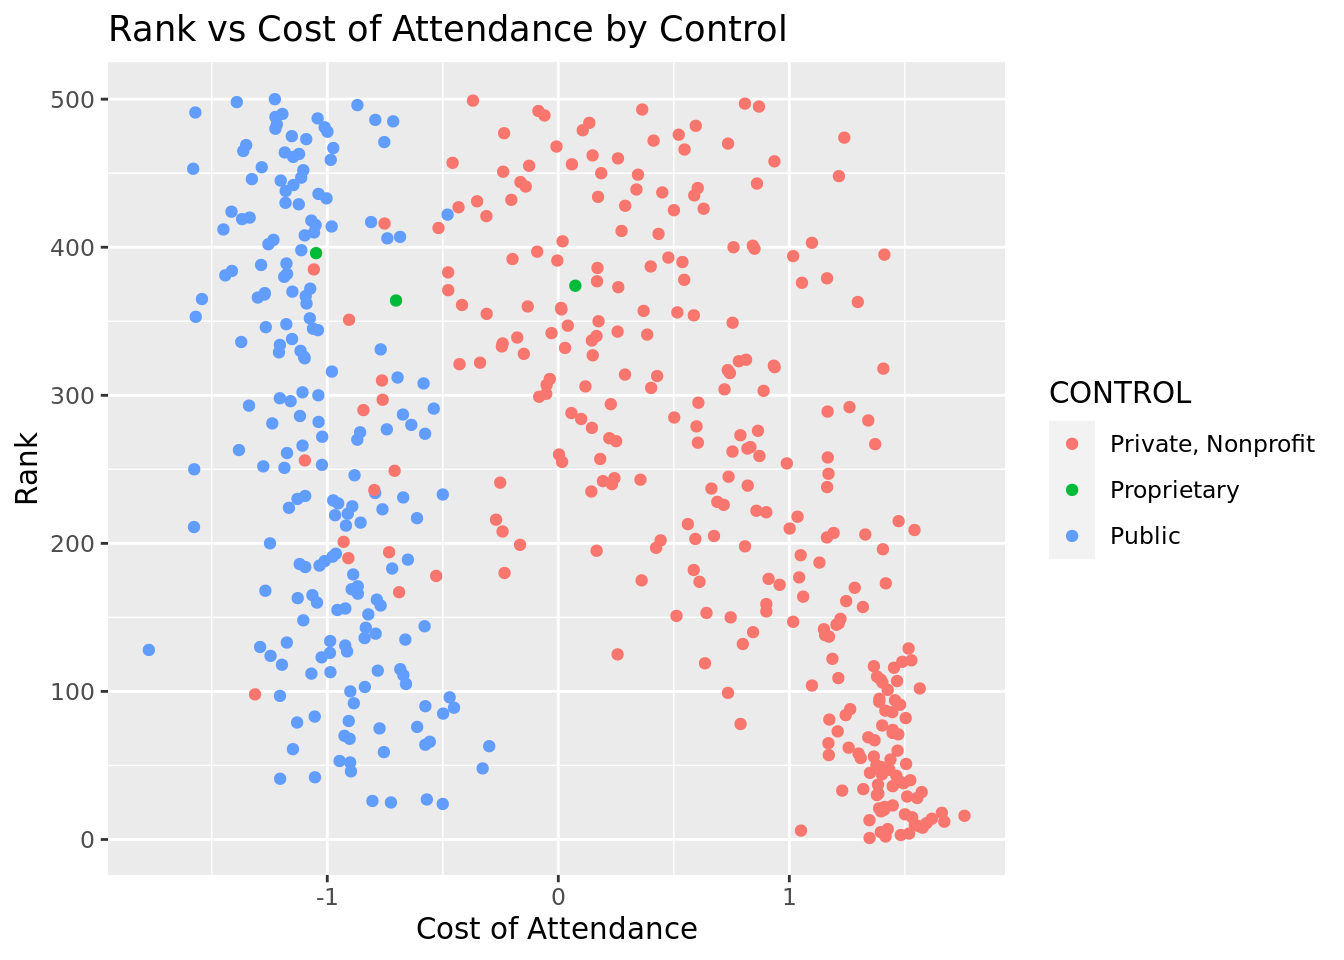 Rank vs Cost of Attendance by Control
500
400
300
200
100
0
Rank
-1
0
1
Cost of Attendance
CONTROL
Private, Nonprofit
Proprietary
Public